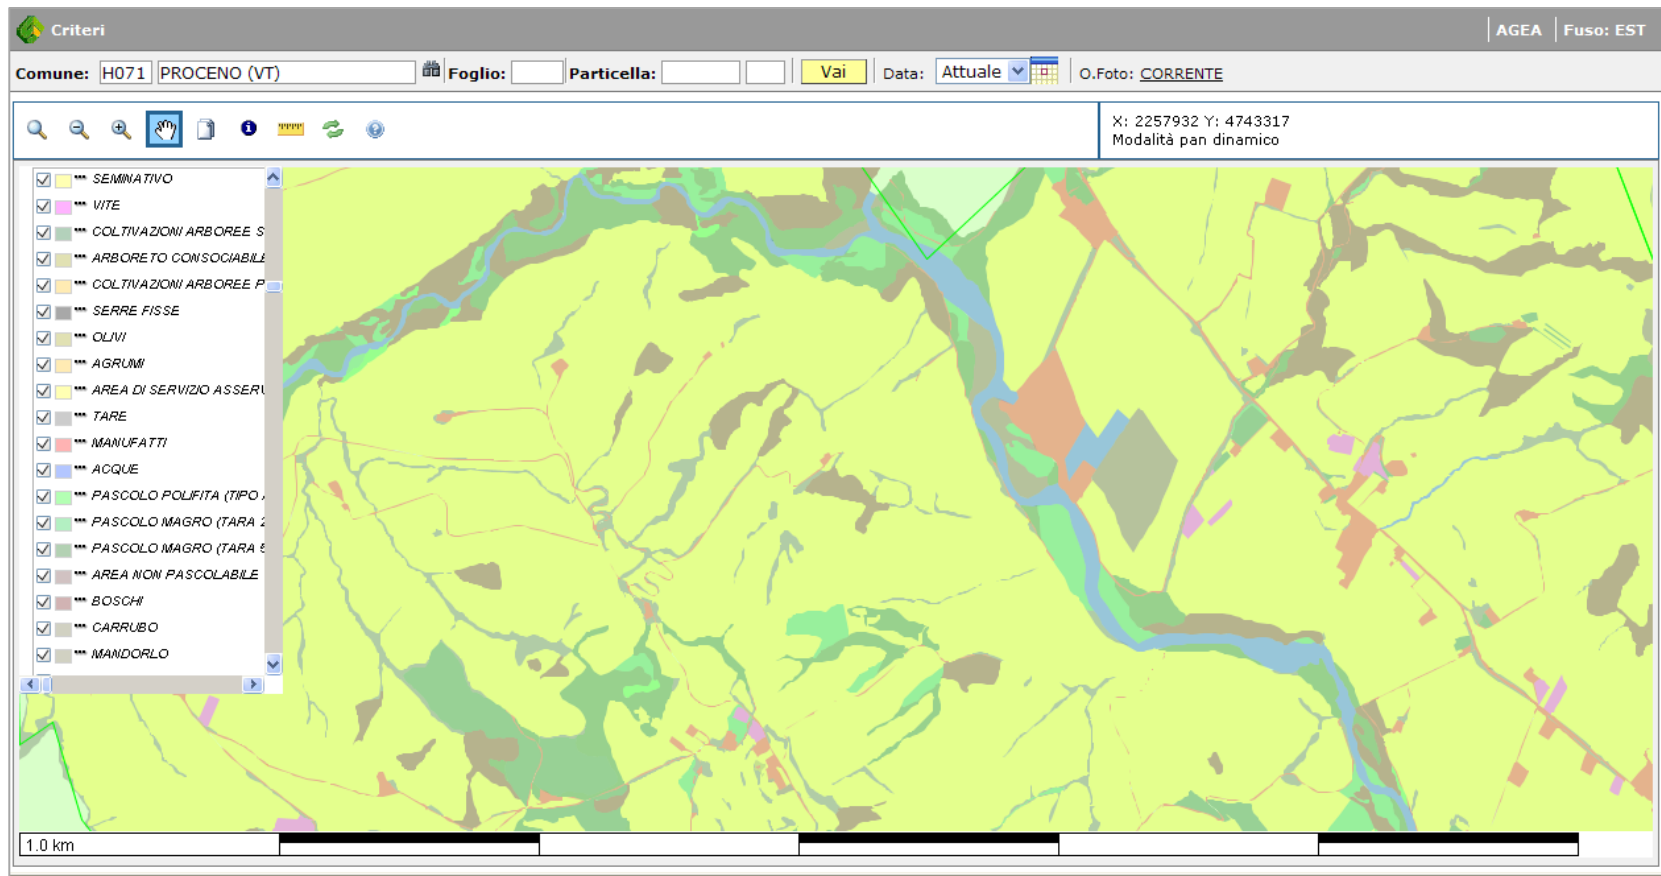 Criteri
AGEA Fuso: EST
Comune: H071 PROCENO (VT) Foglio: Particella: Vai Data: Attuale O.Foto: CORRENTE
X: 2257932 Y: 4743317
Modalità pan dinamico
SEMINATIVO
VITE
COLTIVAZIONI ARBOREE S
ARBORETO CONSOCIABILE
COLTIVAZIONI ARBOREE P
SERRE FISSE
OLIVI
AGRUMI
AREA DI SERVIZIO ASSERV
TARE
MANUFATTI
ACQUE
PASCOLO POLIFITA (TIPO
PASCOLO MAGRO (TARA 2
PASCOLO MAGRO (TARA 5
AREA NON PASCOLABILE
BOSCHI
CARRUBO
MANDORLO
1.0 km